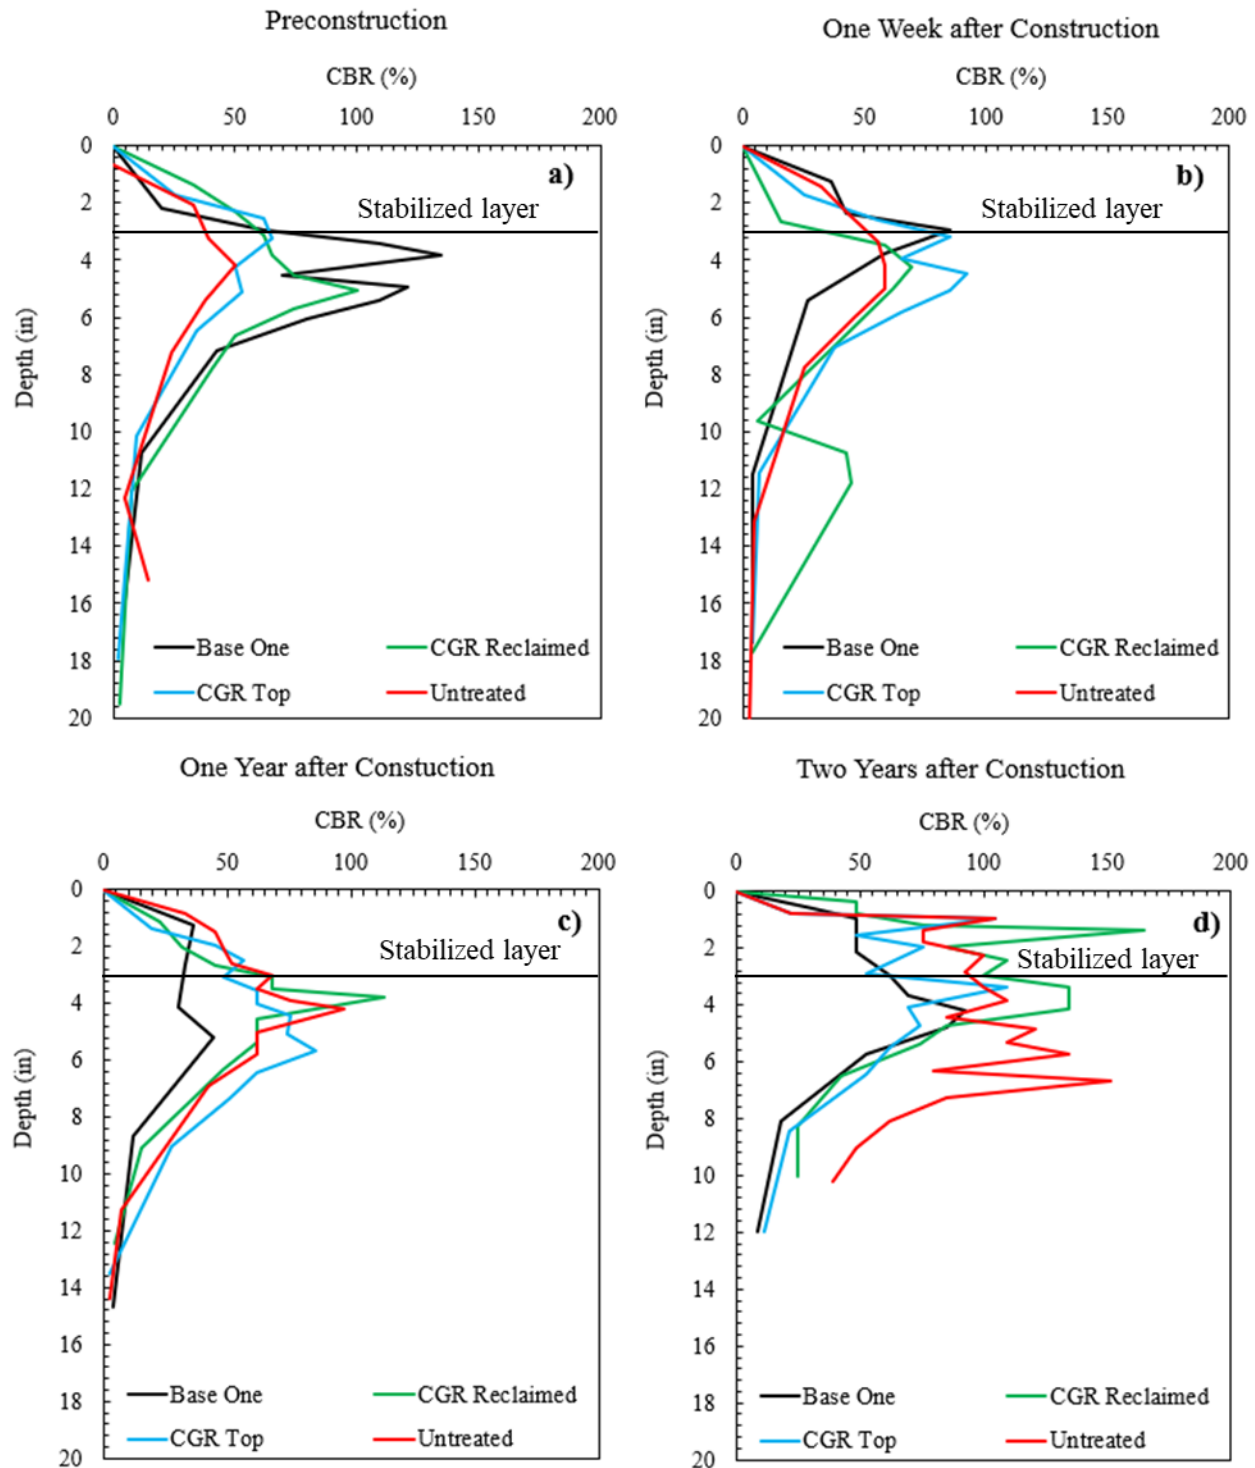 Preconstruction
CBR (%)
0 50 100 150 200
0
2
4
6
8
10
12
14
16
18
20
Depth (in)
a)
Stabilized layer
Base One
CGR Reclaimed
CGR Top
Untreated
One Week after Construction
CBR (%)
0 50 100 150 200
0
2
4
6
8
10
12
14
16
18
20
Depth (in)
b)
Stabilized layer
Base One
CGR Reclaimed
CGR Top
Untreated
One Year after Constuction
CBR (%)
0 50 100 150 200
0
2
4
6
8
10
12
14
16
18
20
Depth (in)
c)
Stabilized layer
Base One
CGR Reclaimed
CGR Top
Untreated
Two Years after Constuction
CBR (%)
0 50 100 150 200
0
2
4
6
8
10
12
14
16
18
20
Depth (in)
d)
Stabilized layer
Base One
CGR Reclaimed
CGR Top
Untreated